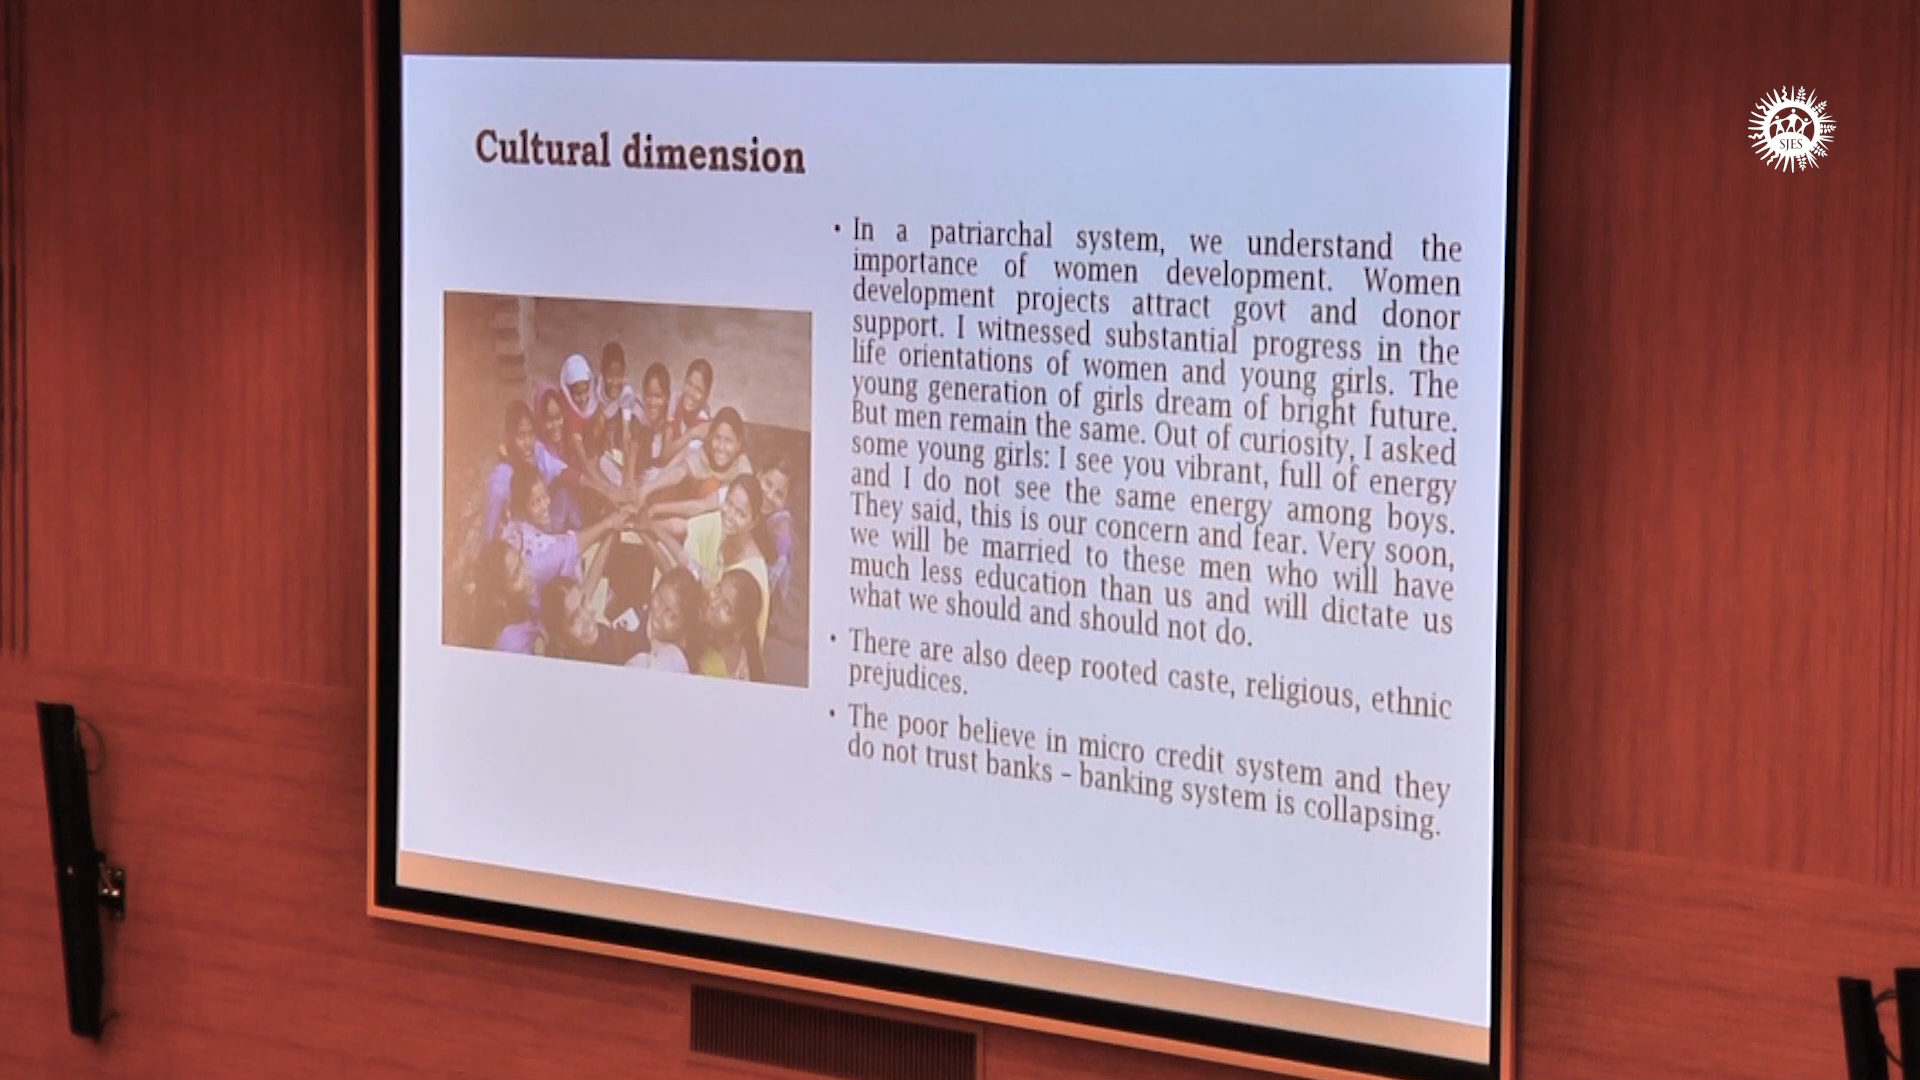 Cultural dimension
SJES
• In a patriarchal system, we understand the
importance of women development. Women
development projects attract govt and donor
support. I witnessed substantial progress in the
life orientations of women and young girls. The
young generation of girls dream of bright future.
But men remain the same. Out of curiosity, I asked
some young girls: I see you vibrant, full of energy
and I do not see the same energy among boys.
They said, this is our concern and fear. Very soon,
we will be married to these men who will have
much less education than us and will dictate us
what we should and should not do.
• There are also deep rooted caste, religious, ethnic
prejudices.
• The poor believe in micro credit system and they
do not trust banks – banking system is collapsing.